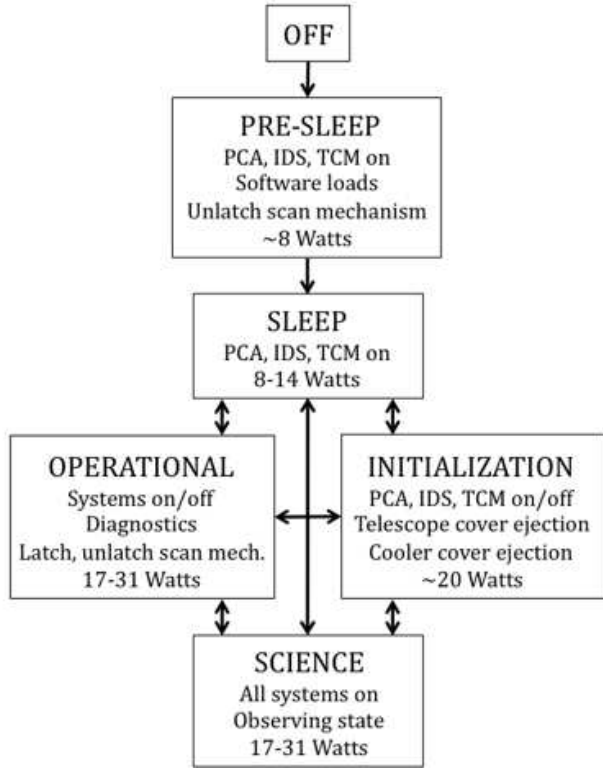 OFF
PRE-SLEEP
PCA, IDS, TCM on
Software loads
Unlatch scan mechanism
~8 Watts
SLEEP
PCA, IDS, TCM on
8-14 Watts
OPERATIONAL
Systems on/off
Diagnostics
Latch, unlatch scan mech.
17-31 Watts
INITIALIZATION
PCA, IDS, TCM on/off
Telescope cover ejection
Cooler cover ejection
~20 Watts
SCIENCE
All systems on
Observing state
17-31 Watts